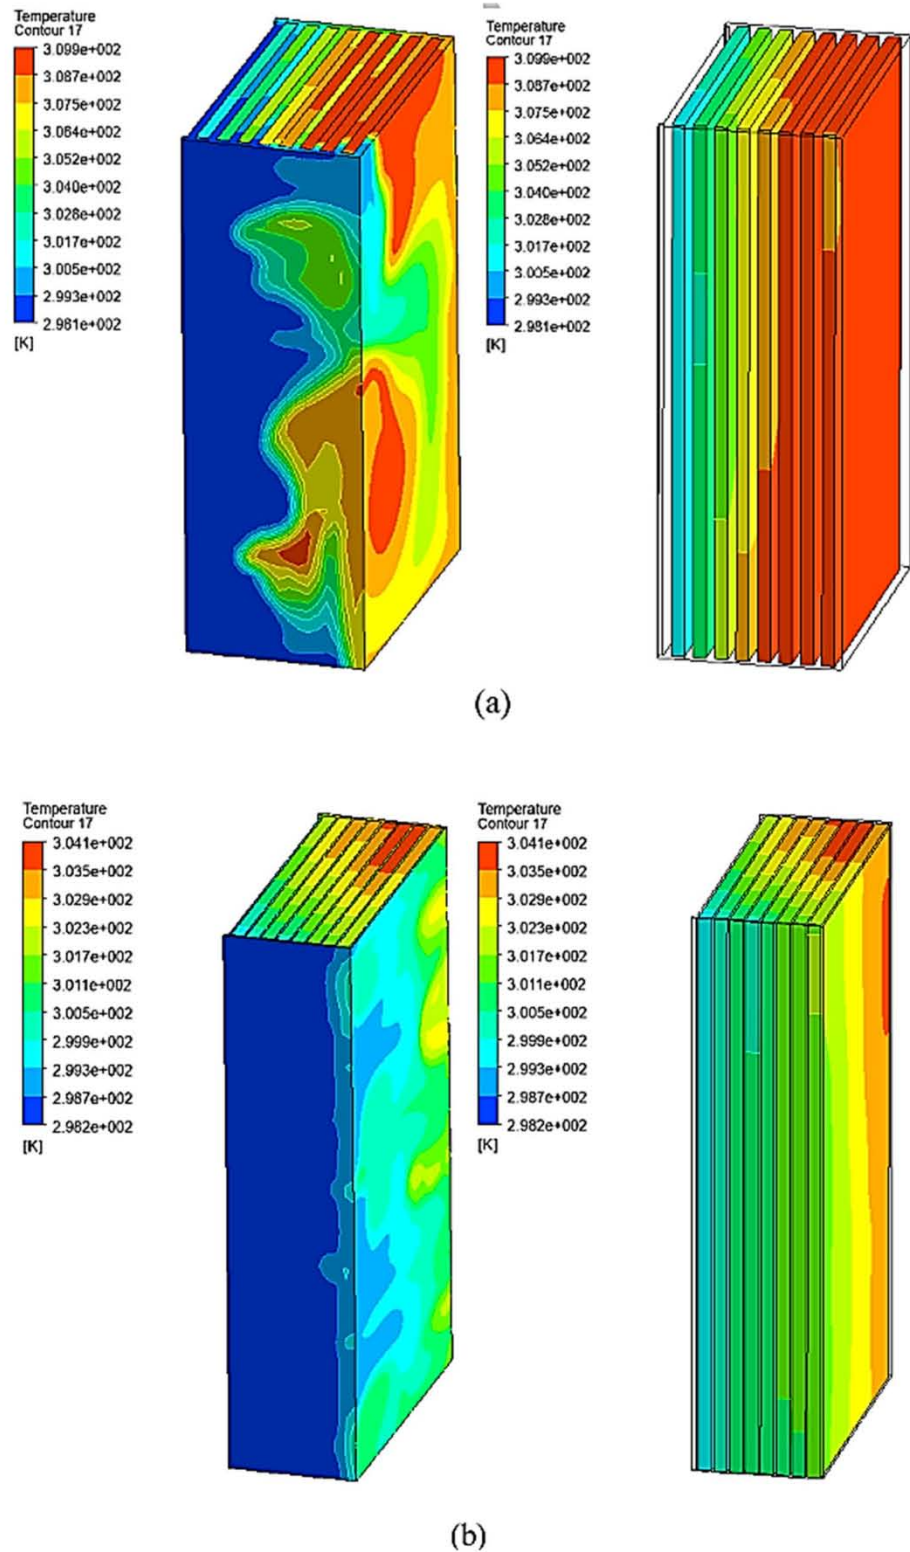 Temperature
Contour 17
3.099e+002
3.087e+002
3.075e+002
3.064e+002
3.052e+002
3.040e+002
3.028e+002
3.017e+002
3.005e+002
2.993e+002
2.981e+002
[K]
Temperature
Contour 17
3.099e+002
3.087e+002
3.075e+002
3.064e+002
3.052e+002
3.040e+002
3.028e+002
3.017e+002
3.005e+002
2.993e+002
2.981e+002
[K]
(a)
Temperature
Contour 17
3.041e+002
3.035e+002
3.029e+002
3.023e+002
3.017e+002
3.011e+002
3.005e+002
2.999e+002
2.993e+002
2.987e+002
2.982e+002
[K]
Temperature
Contour 17
3.041e+002
3.035e+002
3.029e+002
3.023e+002
3.017e+002
3.011e+002
3.005e+002
2.999e+002
2.993e+002
2.987e+002
2.982e+002
[K]
(b)